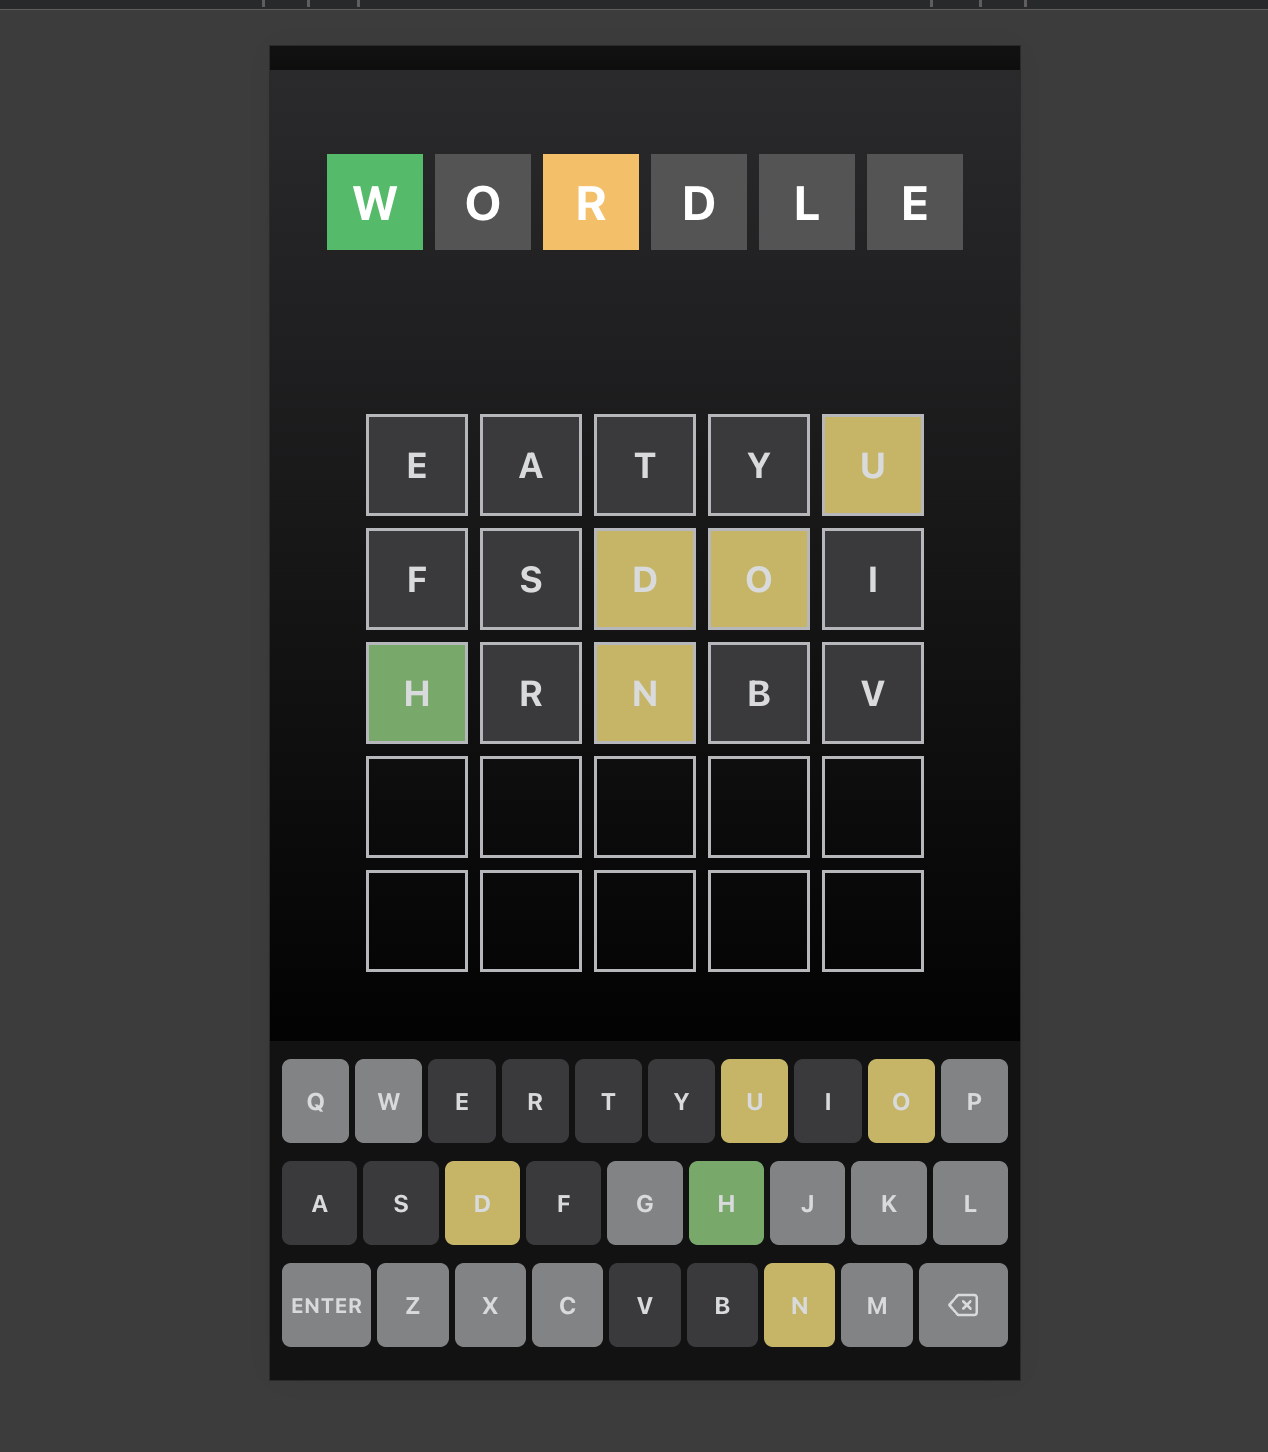 WORDLE
E A T Y U
F S D O I
H R N B V
Q W E R T Y U I O P
A S D F G H J K L
ENTER Z X C V B N M